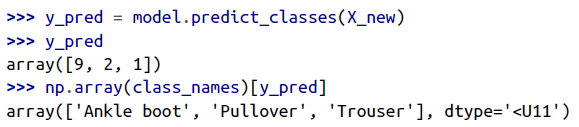 >>> y_pred = model.predict_classes(X_new)
>>> y_pred
array([9, 2, 1])
>>> np.array(class_names)[y_pred]
array(['Ankle boot', 'Pullover', 'Trouser'], dtype='<U11')